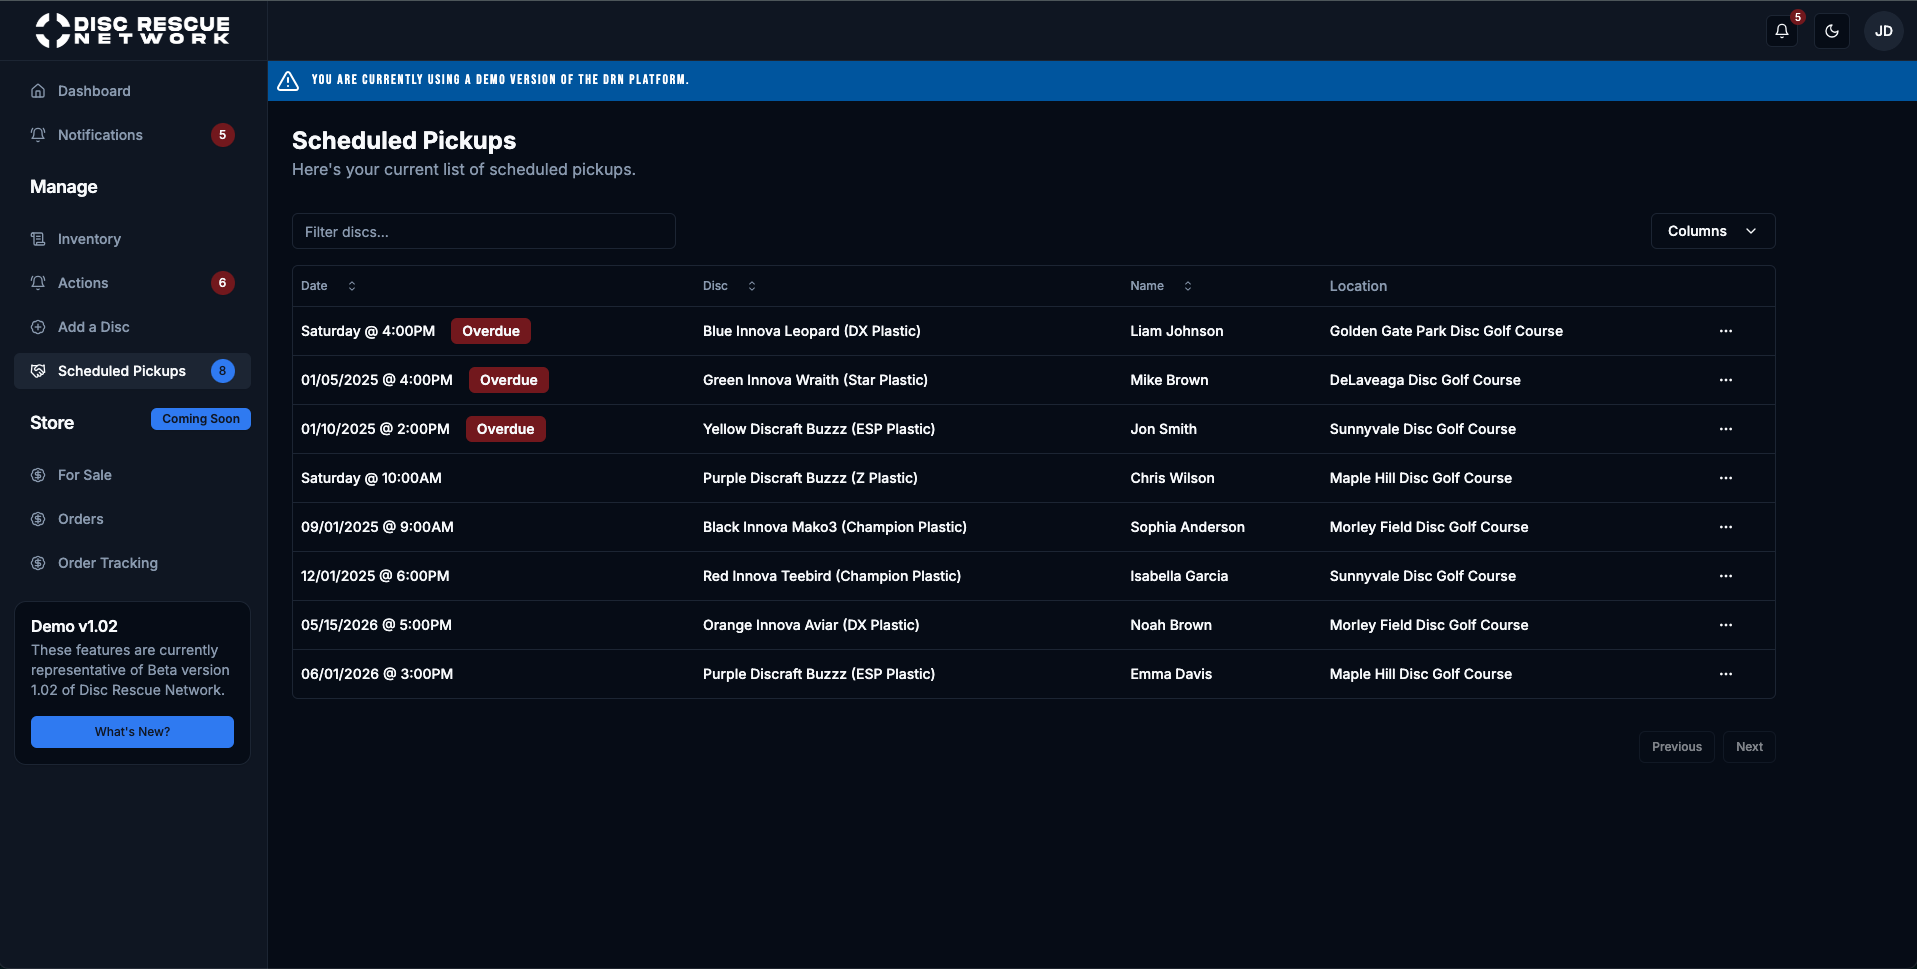 DISC RESCUE
NETWORK
5
JD
Dashboard
Notifications 5
Manage
Inventory
Actions 6
Add a Disc
Scheduled Pickups 8
Store Coming Soon
For Sale
Orders
Order Tracking
Demo v1.02
These features are currently
representative of Beta version
1.02 of Disc Rescue Network.
What's New?
YOU ARE CURRENTLY USING A DEMO VERSION OF THE DRN PLATFORM.
Scheduled Pickups
Here's your current list of scheduled pickups.
Filter discs...
Columns
Date Disc Name Location
Saturday @ 4:00PM Overdue Blue Innova Leopard (DX Plastic) Liam Johnson Golden Gate Park Disc Golf Course
01/05/2025 @ 4:00PM Overdue Green Innova Wraith (Star Plastic) Mike Brown DeLaveaga Disc Golf Course
01/10/2025 @ 2:00PM Overdue Yellow Discraft Buzzz (ESP Plastic) Jon Smith Sunnyvale Disc Golf Course
Saturday @ 10:00AM Purple Discraft Buzzz (Z Plastic) Chris Wilson Maple Hill Disc Golf Course
09/01/2025 @ 9:00AM Black Innova Mako3 (Champion Plastic) Sophia Anderson Morley Field Disc Golf Course
12/01/2025 @ 6:00PM Red Innova Teebird (Champion Plastic) Isabella Garcia Sunnyvale Disc Golf Course
05/15/2026 @ 5:00PM Orange Innova Aviar (DX Plastic) Noah Brown Morley Field Disc Golf Course
06/01/2026 @ 3:00PM Purple Discraft Buzzz (ESP Plastic) Emma Davis Maple Hill Disc Golf Course
Previous Next